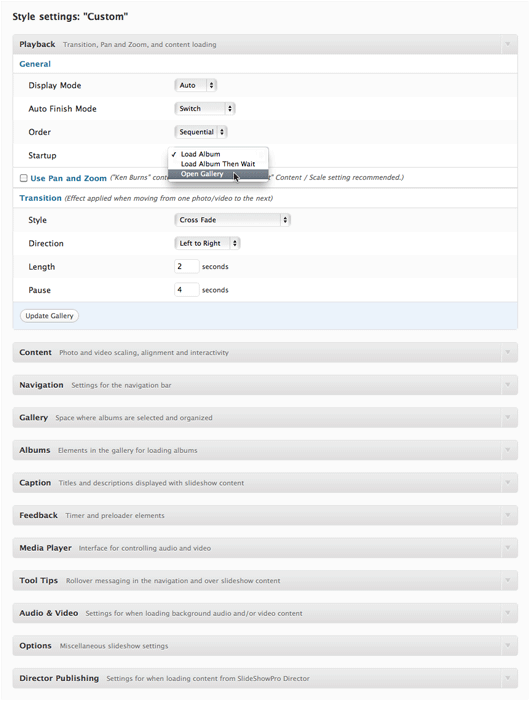 Style settings: "Custom"
Playback Transition, Pan and Zoom, and content loading
General
Display Mode Auto
Auto Finish Mode Switch
Order Sequential
Startup ✓ Load Album
Load Album Then Wait
Open Gallery
Use Pan and Zoom ("Ken Burns" Content / Scale setting recommended.)
Transition (Effect applied when moving from one photo/video to the next)
Style Cross Fade
Direction Left to Right
Length 2 seconds
Pause 4 seconds
Update Gallery
Content Photo and video scaling, alignment and interactivity
Navigation Settings for the navigation bar
Gallery Space where albums are selected and organized
Albums Elements in the gallery for loading albums
Caption Titles and descriptions displayed with slideshow content
Feedback Timer and preloader elements
Media Player Interface for controlling audio and video
Tool Tips Rollover messaging in the navigation and over slideshow content
Audio & Video Settings for when loading background audio and/or video content
Options Miscellaneous slideshow settings
Director Publishing Settings for when loading content from SlideShowPro Director